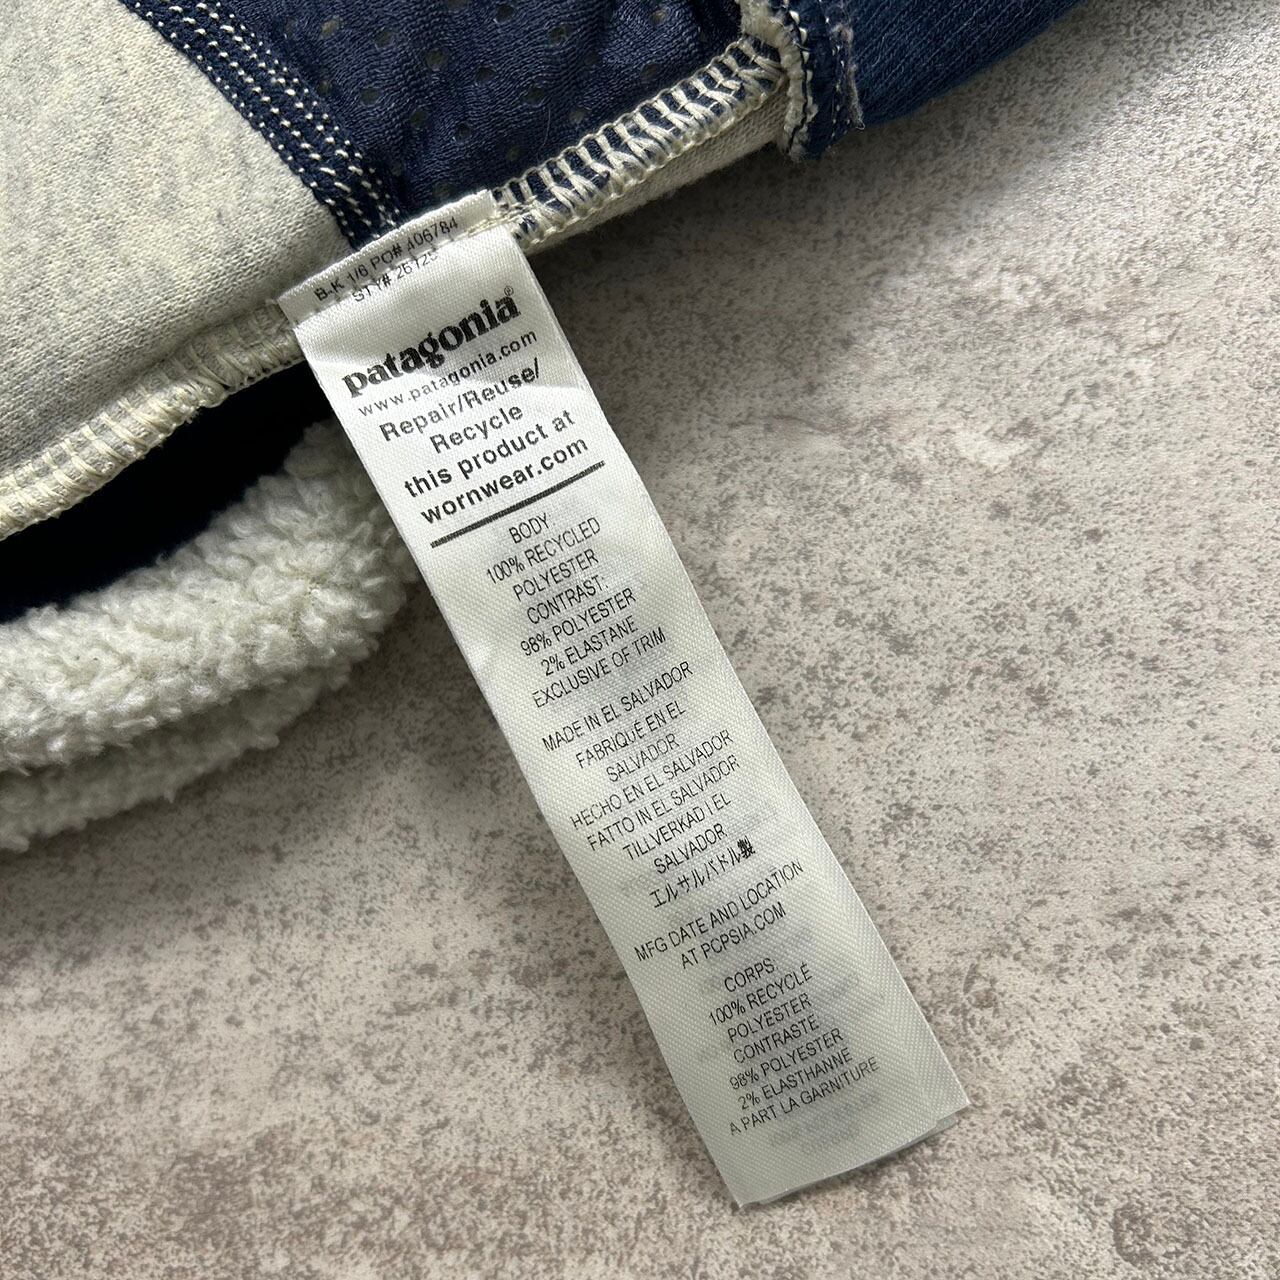 B-K 1/6 PO# 406784
STY# 26125
patagonia®
www.patagonia.com
Repair/Reuse/
Recycle
this product at
wornwear.com
BODY
100% RECYCLED
POLYESTER
CONTRAST:
98% POLYESTER
2% ELASTANE
EXCLUSIVE OF TRIM
MADE IN EL SALVADOR
FABRIQUÉ EN EL
SALVADOR
HECHO EN EL SALVADOR
FATTO IN EL SALVADOR
TILLVERKAD I EL
SALVADOR
エルサルバドル製
MFG DATE AND LOCATION
AT PCPSIA.COM
CORPS:
100% RECYCLÉ
POLYESTER
CONTRASTE
98% POLYESTER
2% ELASTHANNE
A PART LA GARNITURE